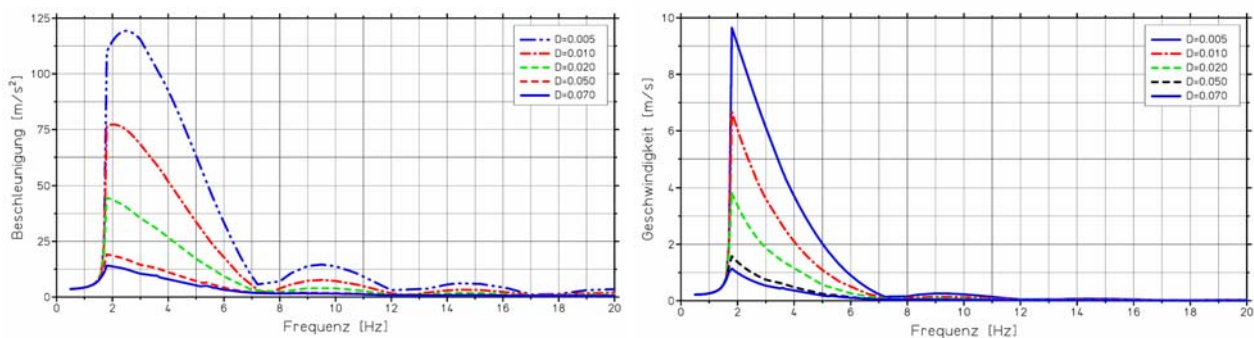 Beschleunigung [m/s²]
125
100
75
50
25
0
0 2 4 6 8 10 12 14 16 18 20
Frequenz [Hz]
D=0.005
D=0.010
D=0.020
D=0.050
D=0.070
Geschwindigkeit [m/s]
10
8
6
4
2
0
0 2 4 6 8 10 12 14 16 18 20
Frequenz [Hz]
D=0.005
D=0.010
D=0.020
D=0.050
D=0.070